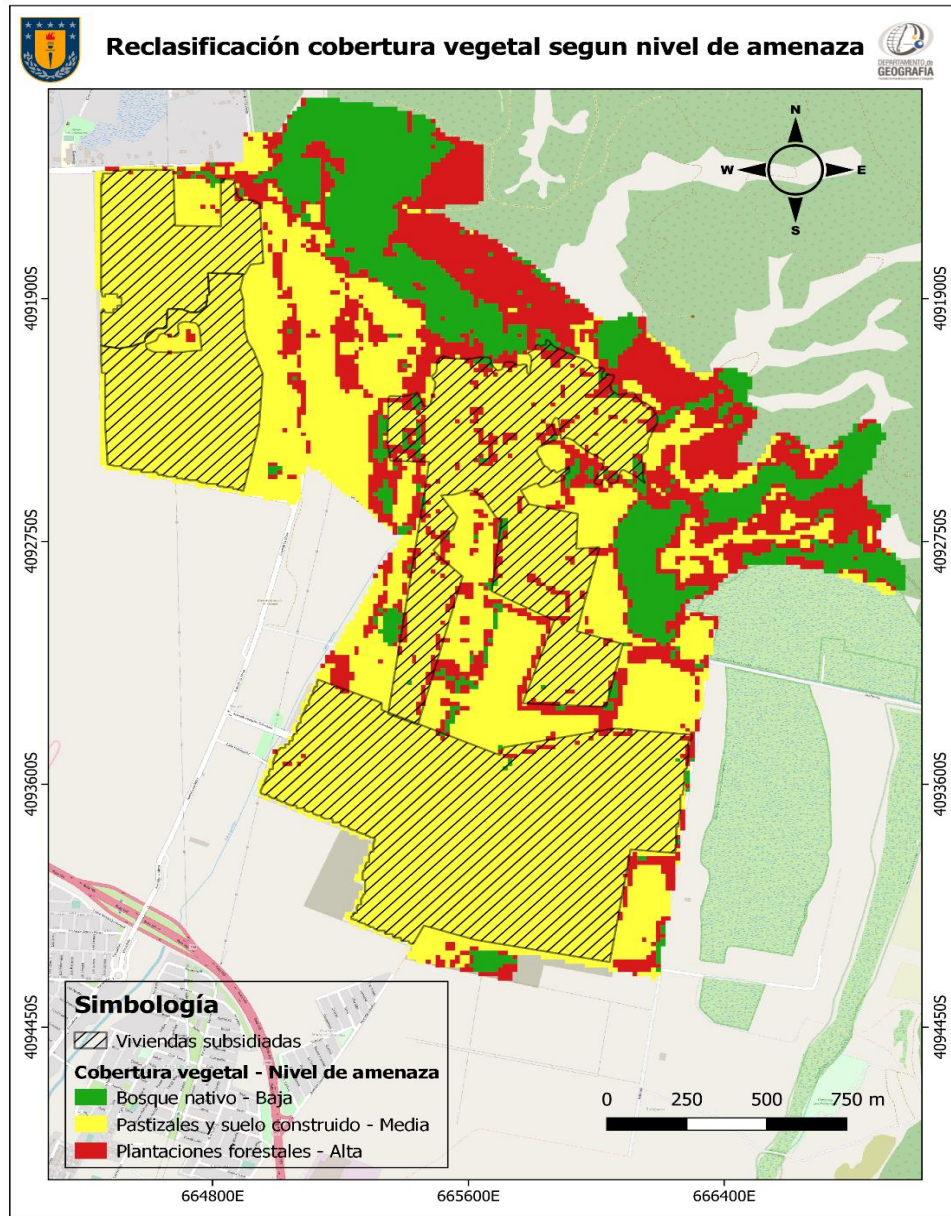 Reclasificación cobertura vegetal segun nivel de amenaza
DEPARTAMENTO de
GEOGRAFÍA
N
W
E
S
4091900S
4091900S
4092750S
4092750S
4093600S
4093600S
4094450S
4094450S
Simbología
Viviendas subsidiadas
Cobertura vegetal - Nivel de amenaza
Bosque nativo - Baja
Pastizales y suelo construido - Media
Plantaciones forestales - Alta
0 250 500 750 m
664800E
665600E
666400E